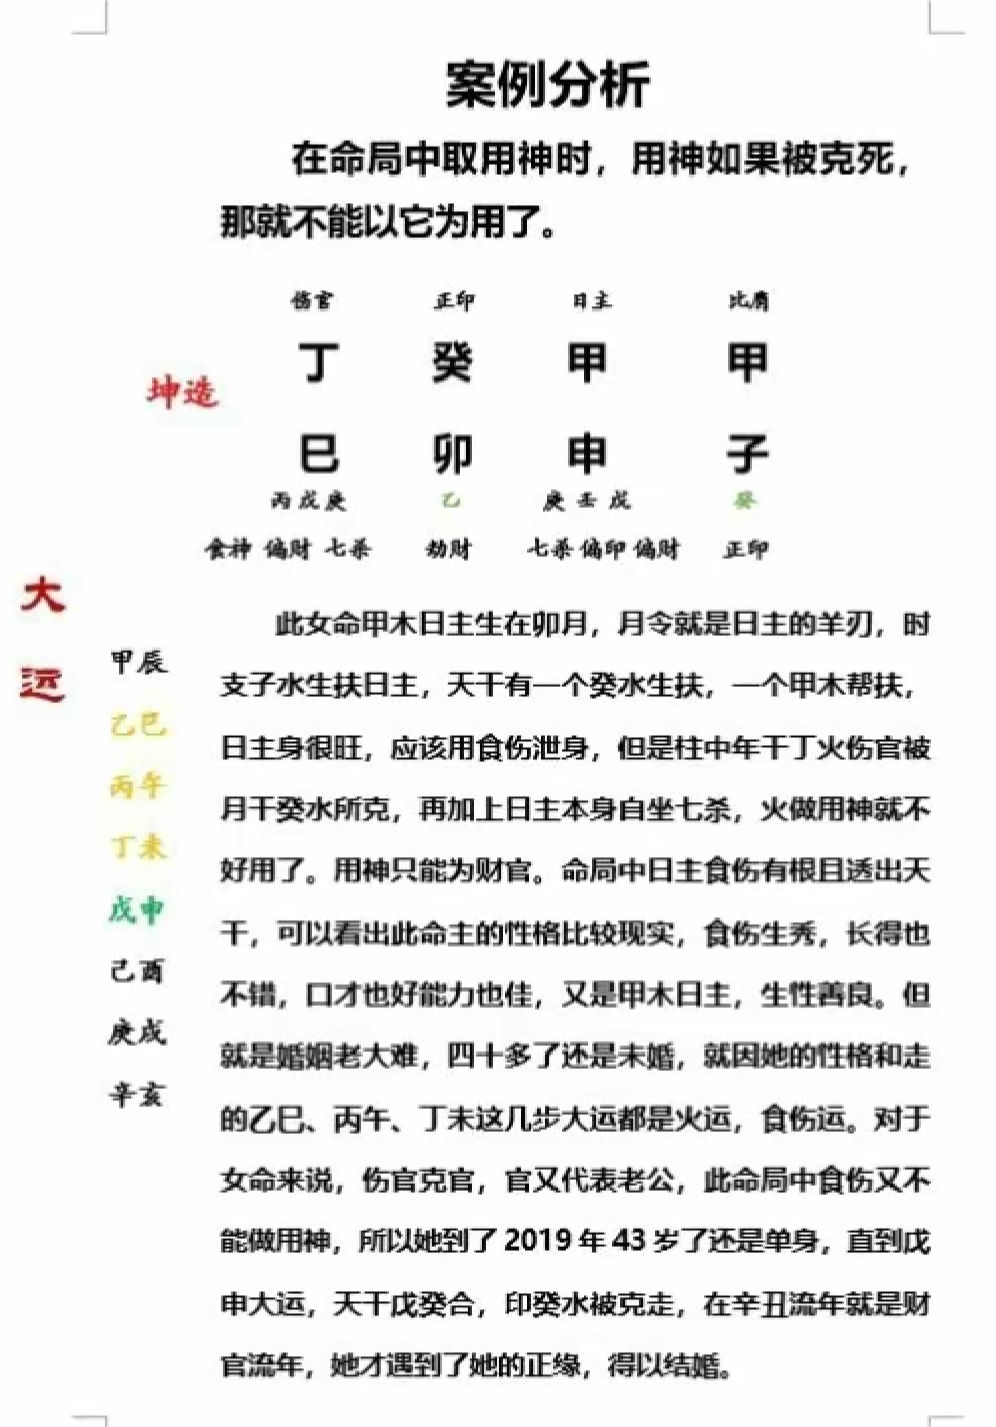 案例分析
在命局中取用神时，用神如果被克死，
那就不能以它为用了。
伤官 正印 日主 比肩
丁 癸 甲 甲
坤造
巳 卯 申 子
丙戊庚 乙 庚壬戊 癸
食神 偏财 七杀 劫财 七杀 偏印 偏财 正印
大
运
甲辰
乙巳
丙午
丁未
戊申
己酉
庚戌
辛亥
此女命甲木日主生在卯月，月令就是日主的羊刃，时
支子水生扶日主，天干有一个癸水生扶，一个甲木帮扶，
日主身很旺，应该用食伤泄身，但是柱中年干丁火伤官被
月干癸水所克，再加上日主本身自坐七杀，火做用神就不
好用了。用神只能为财官。命局中日主食伤有根且透出天
干，可以看出此命主的性格比较现实，食伤生秀，长得也
不错，口才也好能力也佳，又是甲木日主，生性善良。但
就是婚姻老大难，四十多了还是未婚，就因她的性格和走
的乙巳、丙午、丁未这几步大运都是火运，食伤运。对于
女命来说，伤官克官，官又代表老公，此命局中食伤又不
能做用神，所以她到了 2019 年 43 岁了还是单身，直到戊
申大运，天干戊癸合，印癸水被克走，在辛丑流年就是财
官流年，她才遇到了她的正缘，得以结婚。